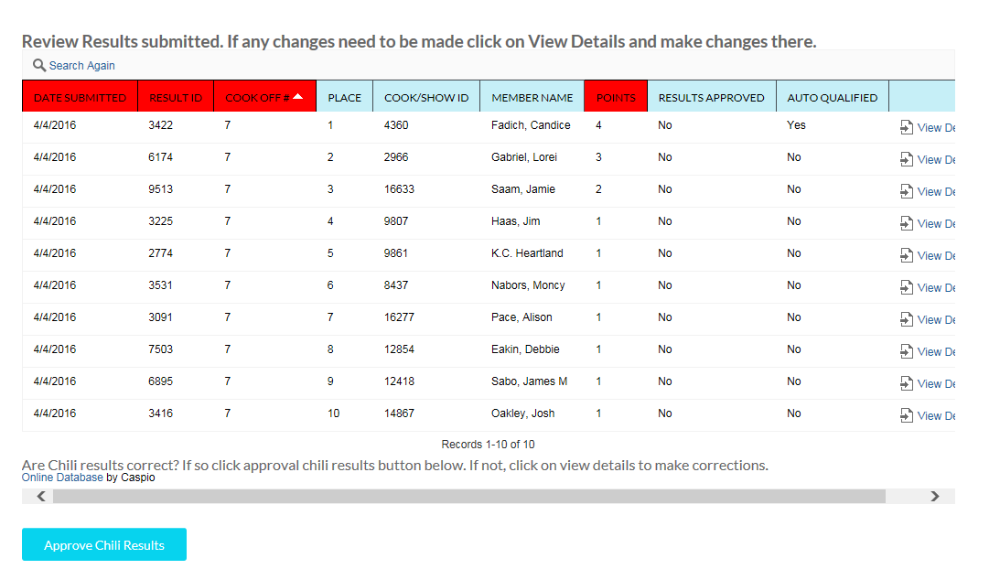 Review Results submitted. If any changes need to be made click on View Details and make changes there.
Search Again
DATE SUBMITTED RESULT ID COOK OFF # PLACE COOK/SHOW ID MEMBER NAME POINTS RESULTS APPROVED AUTO QUALIFIED
4/4/2016 3422 7 1 4360 Fadich, Candice 4 No Yes View De
4/4/2016 6174 7 2 2966 Gabriel, Lorei 3 No No View De
4/4/2016 9513 7 3 16633 Saam, Jamie 2 No No View De
4/4/2016 3225 7 4 9807 Haas, Jim 1 No No View De
4/4/2016 2774 7 5 9861 K.C. Heartland 1 No No View De
4/4/2016 3531 7 6 8437 Nabors, Moncy 1 No No View De
4/4/2016 3091 7 7 16277 Pace, Alison 1 No No View De
4/4/2016 7503 7 8 12854 Eakin, Debbie 1 No No View De
4/4/2016 6895 7 9 12418 Sabo, James M 1 No No View De
4/4/2016 3416 7 10 14867 Oakley, Josh 1 No No View De
Records 1-10 of 10
Are Chili results correct? If so click approval chili results button below. If not, click on view details to make corrections.
Online Database by Caspio
Approve Chili Results